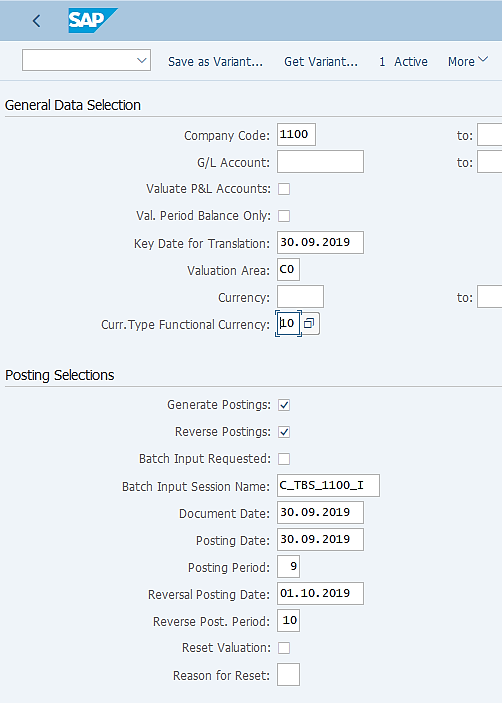 SAP
Save as Variant... Get Variant... 1 Active More
General Data Selection
Company Code: 1100 to:
G/L Account: to:
Valuate P&L Accounts:
Val. Period Balance Only:
Key Date for Translation: 30.09.2019
Valuation Area: C0
Currency: to:
Curr.Type Functional Currency: 10
Posting Selections
Generate Postings:
Reverse Postings:
Batch Input Requested:
Batch Input Session Name: C_TBS_1100_I
Document Date: 30.09.2019
Posting Date: 30.09.2019
Posting Period: 9
Reversal Posting Date: 01.10.2019
Reverse Post. Period: 10
Reset Valuation:
Reason for Reset: